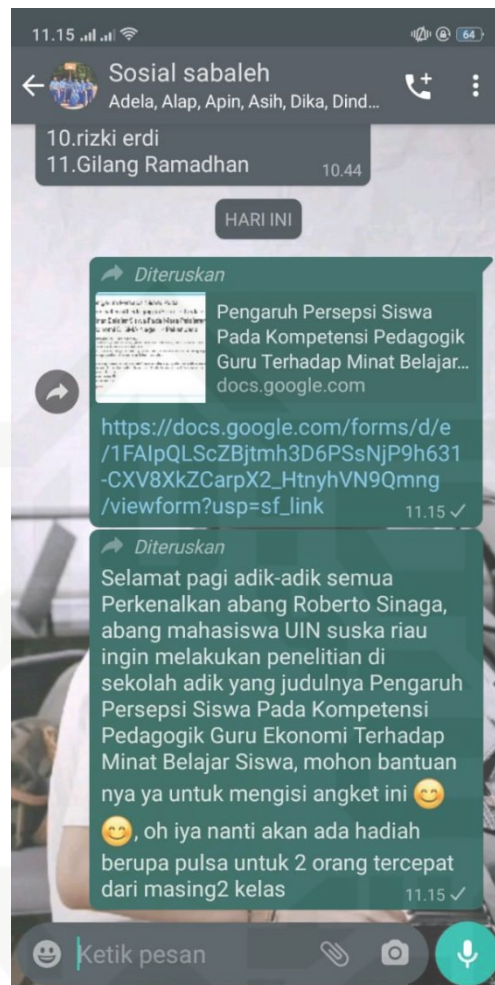 11.15
64
Sosial sabaleh
Adela, Alap, Apin, Asih, Dika, Dind...
10.rizki erdi
11.Gilang Ramadhan
10.44
HARI INI
Diteruskan
Pengaruh Persepsi Siswa
Pada Kompetensi Pedagogik
Guru Terhadap Minat Belajar...
docs.google.com
https://docs.google.com/forms/d/e
/1FAIpQLScZBjtmh3D6PSsNjP9h631
-CXV8XkZCarpX2_HtnyhVN9Qmng
/viewform?usp=sf_link
11.15
Diteruskan
Selamat pagi adik-adik semua
Perkenalkan abang Roberto Sinaga,
abang mahasiswa UIN suska riau
ingin melakukan penelitian di
sekolah adik yang judulnya Pengaruh
Persepsi Siswa Pada Kompetensi
Pedagogik Guru Ekonomi Terhadap
Minat Belajar Siswa, mohon bantuan
nya ya untuk mengisi angket ini 😊
😊, oh iya nanti akan ada hadiah
berupa pulsa untuk 2 orang tercepat
dari masing2 kelas
11.15
Ketik pesan